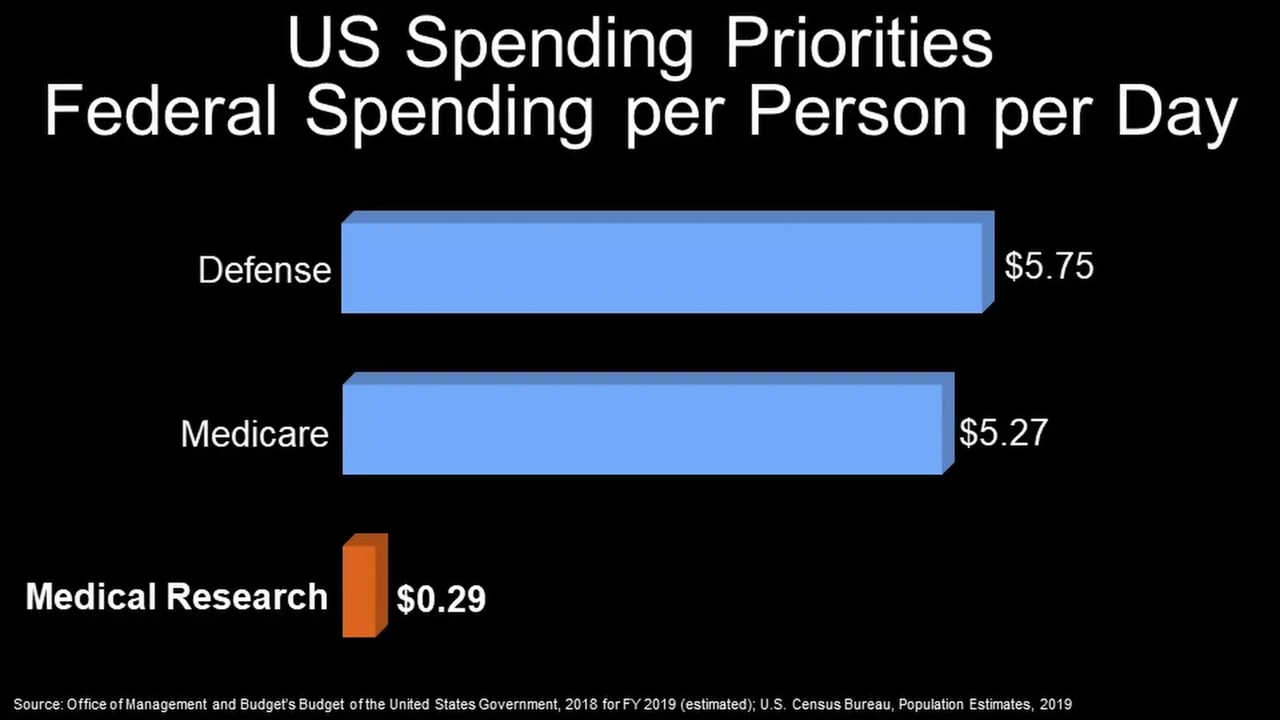 US Spending Priorities
Federal Spending per Person per Day
Defense
$5.75
Medicare
$5.27
Medical Research
$0.29
Source: Office of Management and Budget's Budget of the United States Government, 2018 for FY 2019 (estimated); U.S. Census Bureau, Population Estimates, 2019